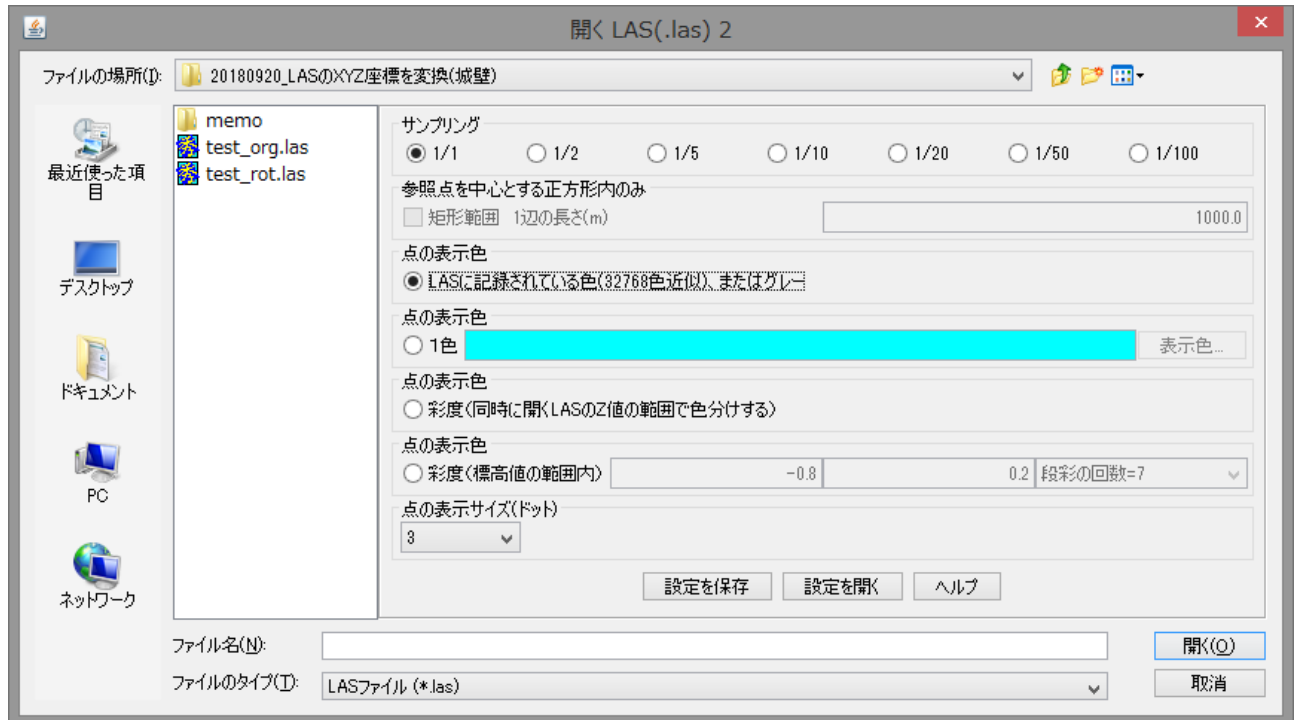 開く LAS(.las) 2
ファイルの場所(I):
20180920_LASのXYZ座標を変換(城壁)
最近使った項目
デスクトップ
ドキュメント
PC
ネットワーク
memo
test_org.las
test_rot.las
サンプリング
1/1 1/2 1/5 1/10 1/20 1/50 1/100
参照点を中心とする正方形内のみ
矩形範囲 1辺の長さ(m) 1000.0
点の表示色
LASに記録されている色(32768色近似)、またはグレー
点の表示色
1色 表示色...
点の表示色
彩度(同時に開くLASのZ値の範囲で色分けする)
点の表示色
彩度(標高値の範囲内) -0.8 0.2 段彩の回数=7
点の表示サイズ(ドット)
3
設定を保存 設定を開く ヘルプ
ファイル名(N): 開く(O)
ファイルのタイプ(T): LASファイル (*.las) 取消